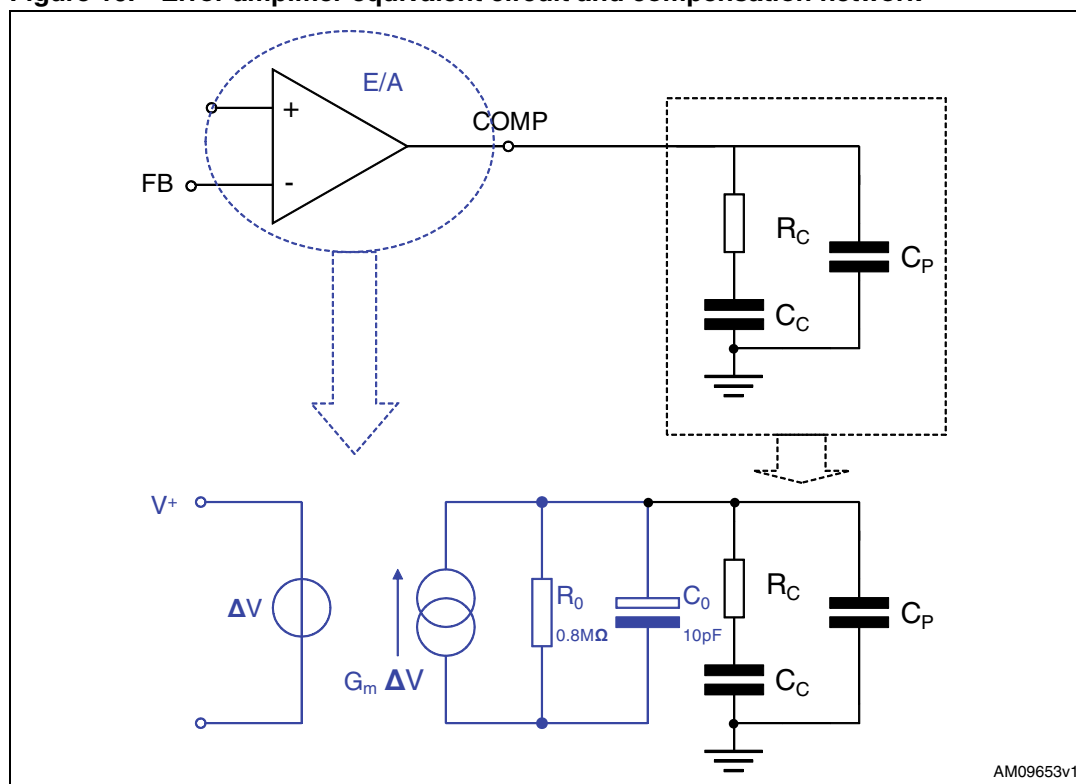 E/A
+
COMP
FB
-
R_C
C_P
C_C
V+
ΔV
G_m ΔV
R_0
0.8MΩ
C_0
10pF
R_C
C_P
C_C
AM09653v1